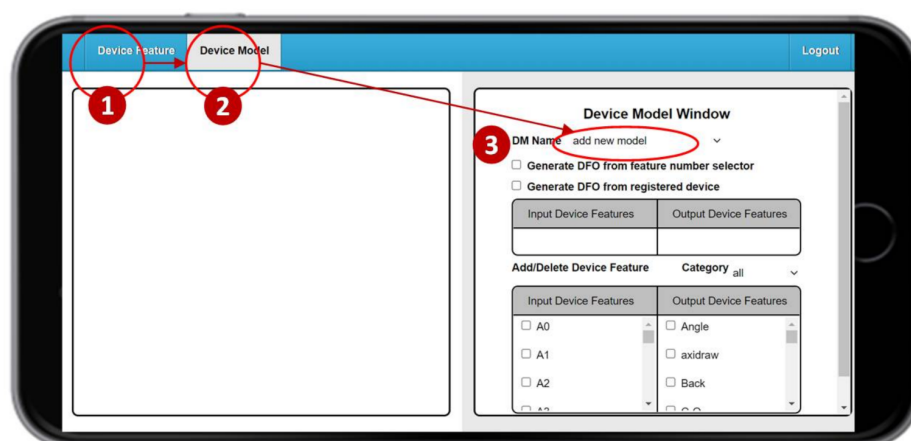 Device Feature Device Model Logout
1 2
Device Model Window
3 DM Name add new model
Generate DFO from feature number selector
Generate DFO from registered device
Input Device Features Output Device Features
Add/Delete Device Feature Category all
Input Device Features Output Device Features
A0 Angle
A1 axidraw
A2 Back